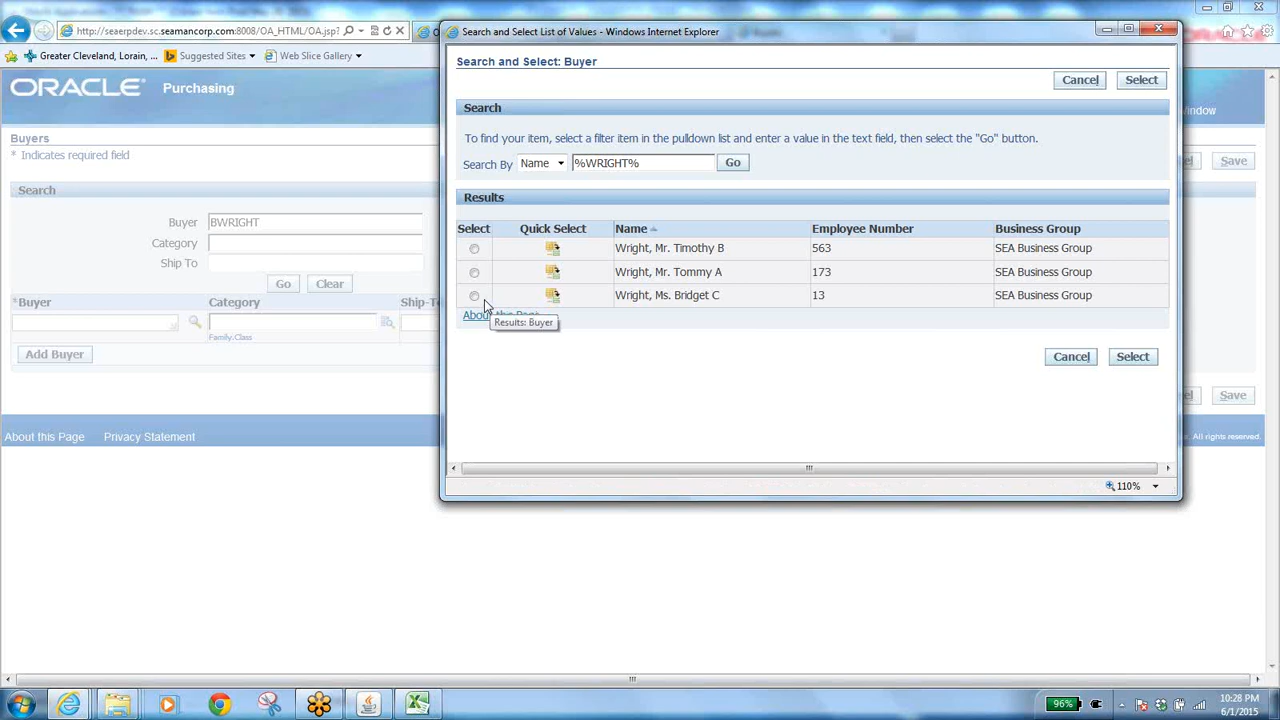 http://seaerpdev.sc.seamancorp.com:8008/OA_HTML/OA.jsp?
Greater Cleveland, Lorain,... Suggested Sites Web Slice Gallery
ORACLE Purchasing
Buyers
* Indicates required field
Save
Search
Buyer BWRIGHT
Category
Ship To
Go Clear
*Buyer Category Ship-T
Family.Class
Add Buyer
Save
About this Page Privacy Statement
. All rights reserved.
Search and Select List of Values - Windows Internet Explorer
Search and Select: Buyer
Cancel Select
Search
To find your item, select a filter item in the pulldown list and enter a value in the text field, then select the "Go" button.
Search By Name %WRIGHT% Go
Results
Select Quick Select Name Employee Number Business Group
Wright, Mr. Timothy B 563 SEA Business Group
Wright, Mr. Tommy A 173 SEA Business Group
Wright, Ms. Bridget C 13 SEA Business Group
About the Page
Results: Buyer
Cancel Select
110%
96%
10:28 PM
6/1/2015